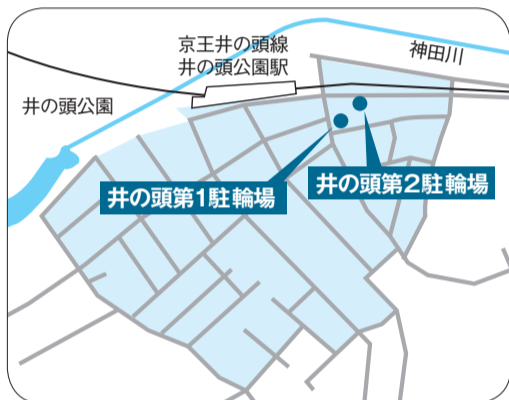 京王井の頭線
井の頭公園駅
神田川
井の頭公園
井の頭第1駐輪場
井の頭第2駐輪場